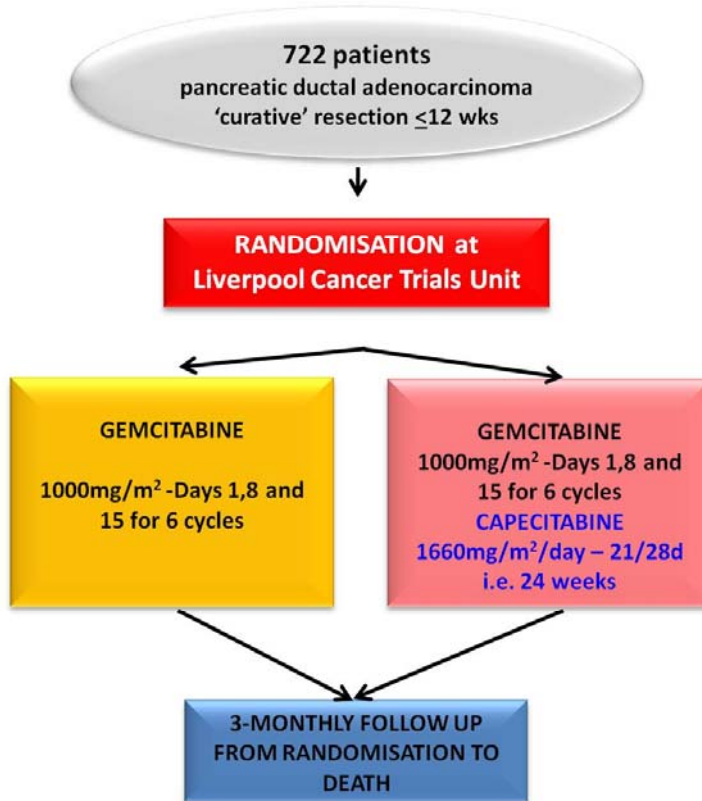 722 patients
pancreatic ductal adenocarcinoma
‘curative’ resection ≤12 wks
RANDOMISATION at
Liverpool Cancer Trials Unit
GEMCITABINE
1000mg/m² -Days 1,8 and
15 for 6 cycles
GEMCITABINE
1000mg/m² -Days 1,8 and
15 for 6 cycles
CAPECITABINE
1660mg/m²/day – 21/28d
i.e. 24 weeks
3-MONTHLY FOLLOW UP
FROM RANDOMISATION TO
DEATH